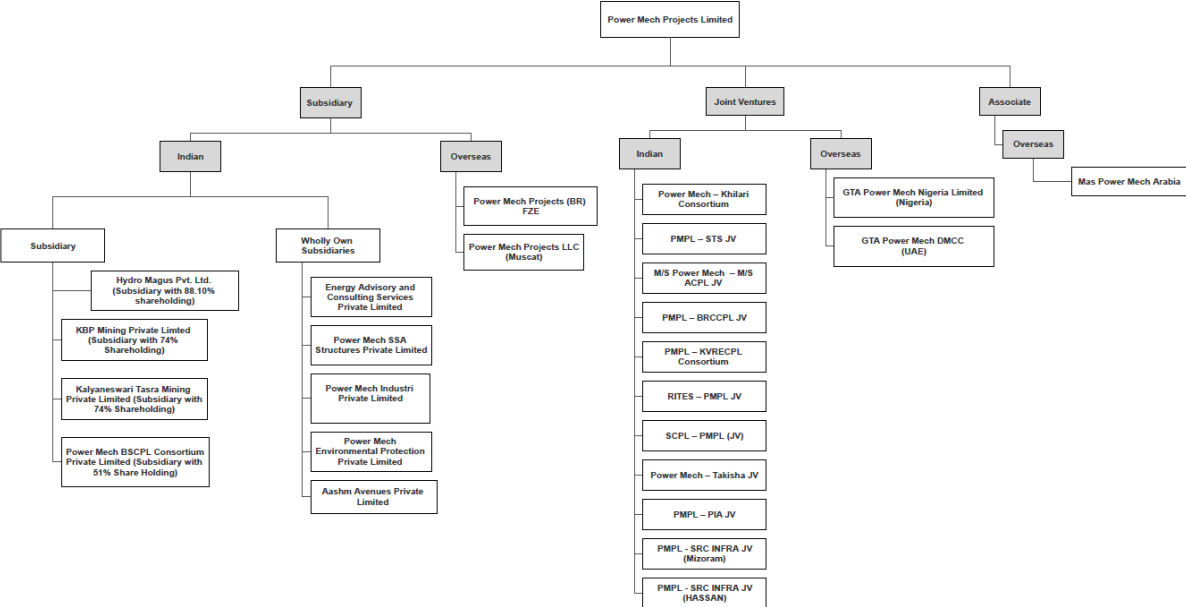 Power Mech Projects Limited
Subsidiary
Joint Ventures
Associate
Indian
Overseas
Indian
Overseas
Overseas
Subsidiary
Wholly Own
Subsidiaries
Hydro Magus Pvt. Ltd.
(Subsidiary with 88.10%
shareholding)
KBP Mining Private Limted
(Subsidiary with 74%
Shareholding)
Kalyaneswari Tasra Mining
Private Limited (Subsidiary with
74% Shareholding)
Power Mech BSCPL Consortium
Private Limited (Subsidiary with
51% Share Holding)
Energy Advisory and
Consulting Services
Private Limited
Power Mech SSA
Structures Private Limited
Power Mech Industri
Private Limited
Power Mech
Environmental Protection
Private Limited
Aashm Avenues Private
Limited
Power Mech Projects (BR)
FZE
Power Mech Projects LLC
(Muscat)
Power Mech – Khilari
Consortium
PMPL – STS JV
M/S Power Mech – M/S
ACPL JV
PMPL – BRCCPL JV
PMPL – KVRECPL
Consortium
RITES – PMPL JV
SCPL – PMPL (JV)
Power Mech – Takisha JV
PMPL – PIA JV
PMPL - SRC INFRA JV
(Mizoram)
PMPL - SRC INFRA JV
(HASSAN)
GTA Power Mech Nigeria Limited
(Nigeria)
GTA Power Mech DMCC
(UAE)
Mas Power Mech Arabia